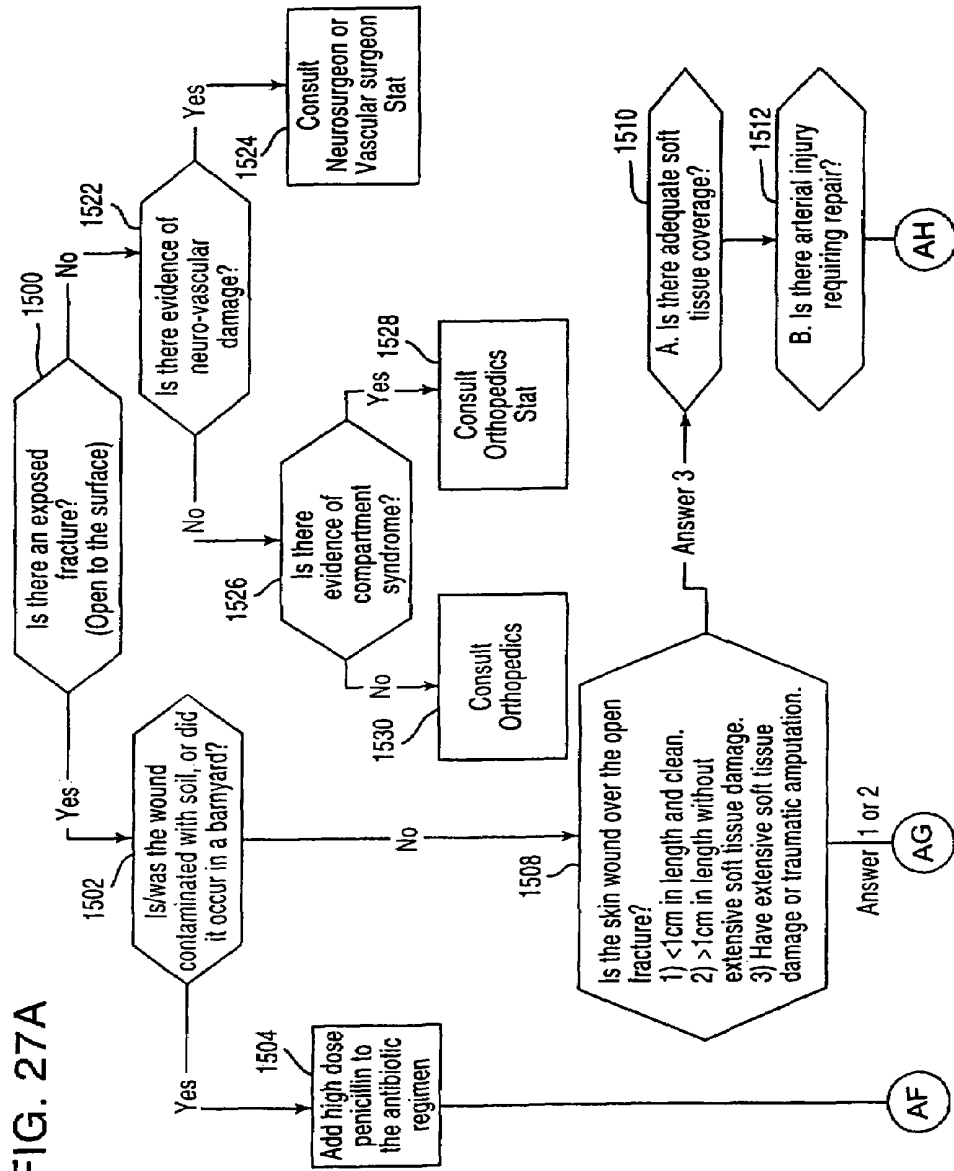 FIG. 27A
1500
Is there an exposed
fracture?
(Open to the surface)
Yes
No
1502
Is/was the wound
contaminated with soil, or did
it occur in a barnyard?
1522
Is there evidence of
neuro-vascular
damage?
Yes
No
No
Yes
1504
Add high dose
penicillin to
the antibiotic
regimen
1526
Is there
evidence of
compartment
syndrome?
1524
Consult
Neurosurgeon or
Vascular surgeon
Stat
No
Yes
1530
Consult
Orthopedics
1528
Consult
Orthopedics
Stat
1508
Is the skin wound over the open
fracture?
1) <1cm in length and clean.
2) >1cm in length without
extensive soft tissue damage.
3) Have extensive soft tissue
damage or traumatic amputation.
Answer 3
1510
A. Is there adequate soft
tissue coverage?
1512
B. Is there arterial injury
requiring repair?
Answer 1 or 2
AF
AG
AH